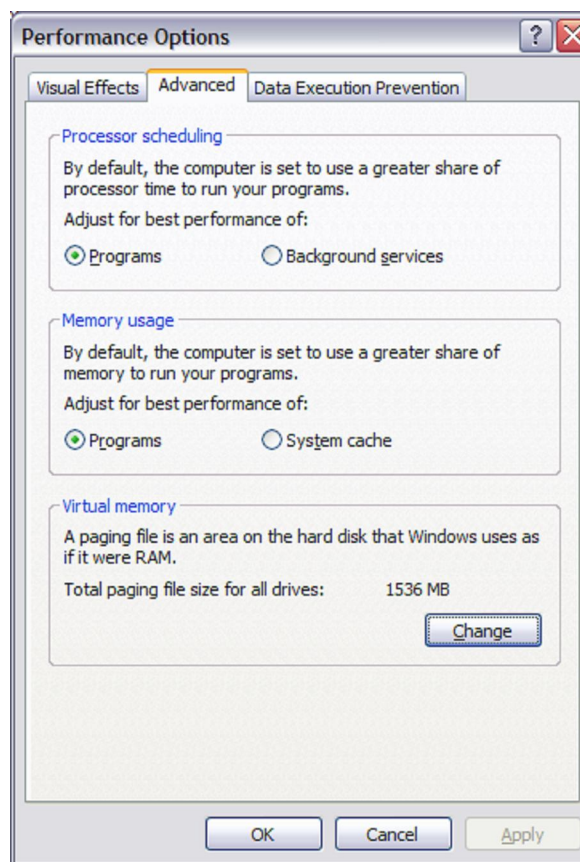 Performance Options
?
Visual Effects Advanced Data Execution Prevention
Processor scheduling
By default, the computer is set to use a greater share of
processor time to run your programs.
Adjust for best performance of:
Programs Background services
Memory usage
By default, the computer is set to use a greater share of
memory to run your programs.
Adjust for best performance of:
Programs System cache
Virtual memory
A paging file is an area on the hard disk that Windows uses as
if it were RAM.
Total paging file size for all drives: 1536 MB
Change
OK Cancel Apply